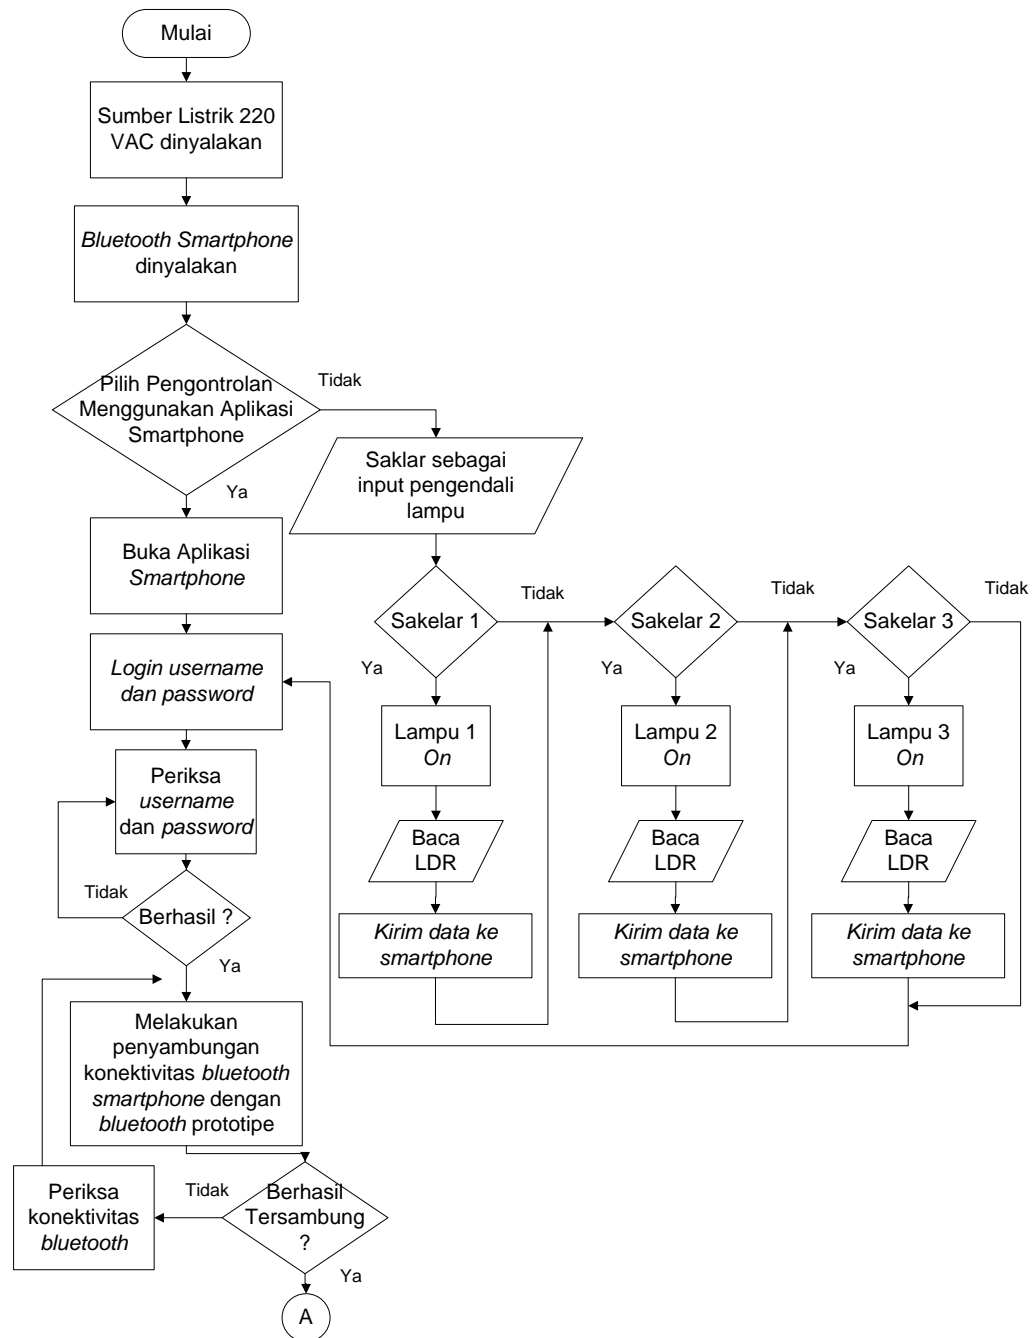 Mulai
Sumber Listrik 220
VAC dinyalakan
Bluetooth Smartphone
dinyalakan
Pilih Pengontrolan
Menggunakan Aplikasi
Smartphone
Tidak
Ya
Saklar sebagai
input pengendali
lampu
Buka Aplikasi
Smartphone
Sakelar 1
Tidak
Ya
Sakelar 2
Tidak
Ya
Sakelar 3
Tidak
Ya
Login username
dan password
Lampu 1
On
Lampu 2
On
Lampu 3
On
Periksa
username
dan password
Baca
LDR
Baca
LDR
Baca
LDR
Tidak
Berhasil ?
Ya
Kirim data ke
smartphone
Kirim data ke
smartphone
Kirim data ke
smartphone
Melakukan
penyambungan
konektivitas bluetooth
smartphone dengan
bluetooth prototipe
Periksa
konektivitas
bluetooth
Tidak
Berhasil
Tersambung
?
Ya
A